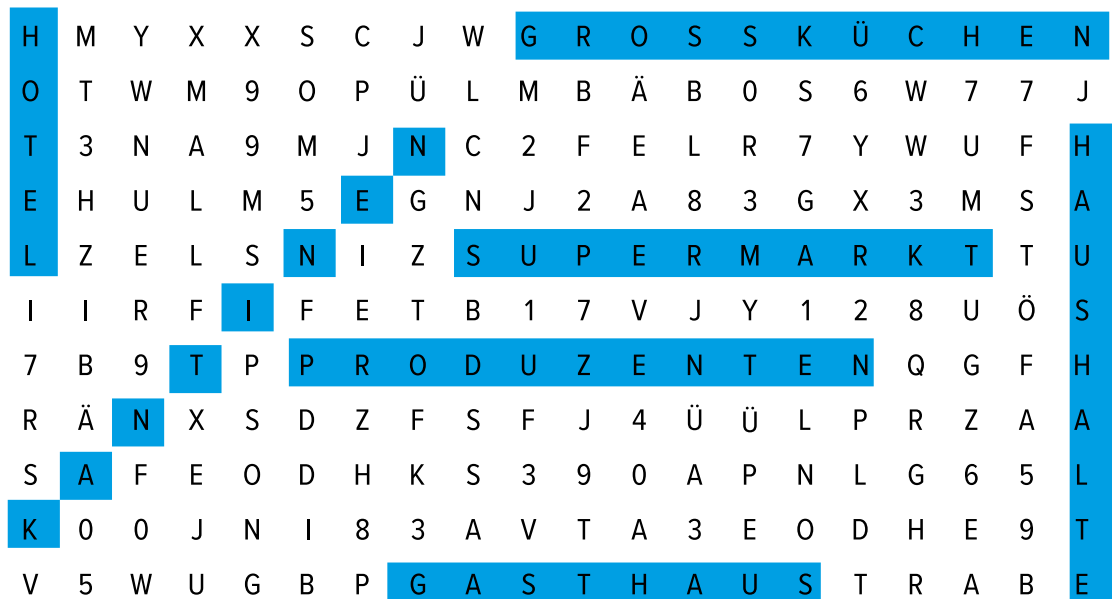 H M Y X X S C J W G R O S S K Ü C H E N
O T W M 9 O P Ü L M B Ä B 0 S 6 W 7 7 J
T 3 N A 9 M J N C 2 F E L R 7 Y W U F H
E H U L M 5 E G N J 2 A 8 3 G X 3 M S A
L Z E L S N I Z S U P E R M A R K T T U
I I R F I F E T B 1 7 V J Y 1 2 8 U Ö S
7 B 9 T P P R O D U Z E N T E N Q G F H
R Ä N X S D Z F S F J 4 Ü Ü L P R Z A A
S A F E O D H K S 3 9 0 A P N L G 6 5 L
K 0 0 J N I 8 3 A V T A 3 E O D H E 9 T
V 5 W U G B P G A S T H A U S T R A B E